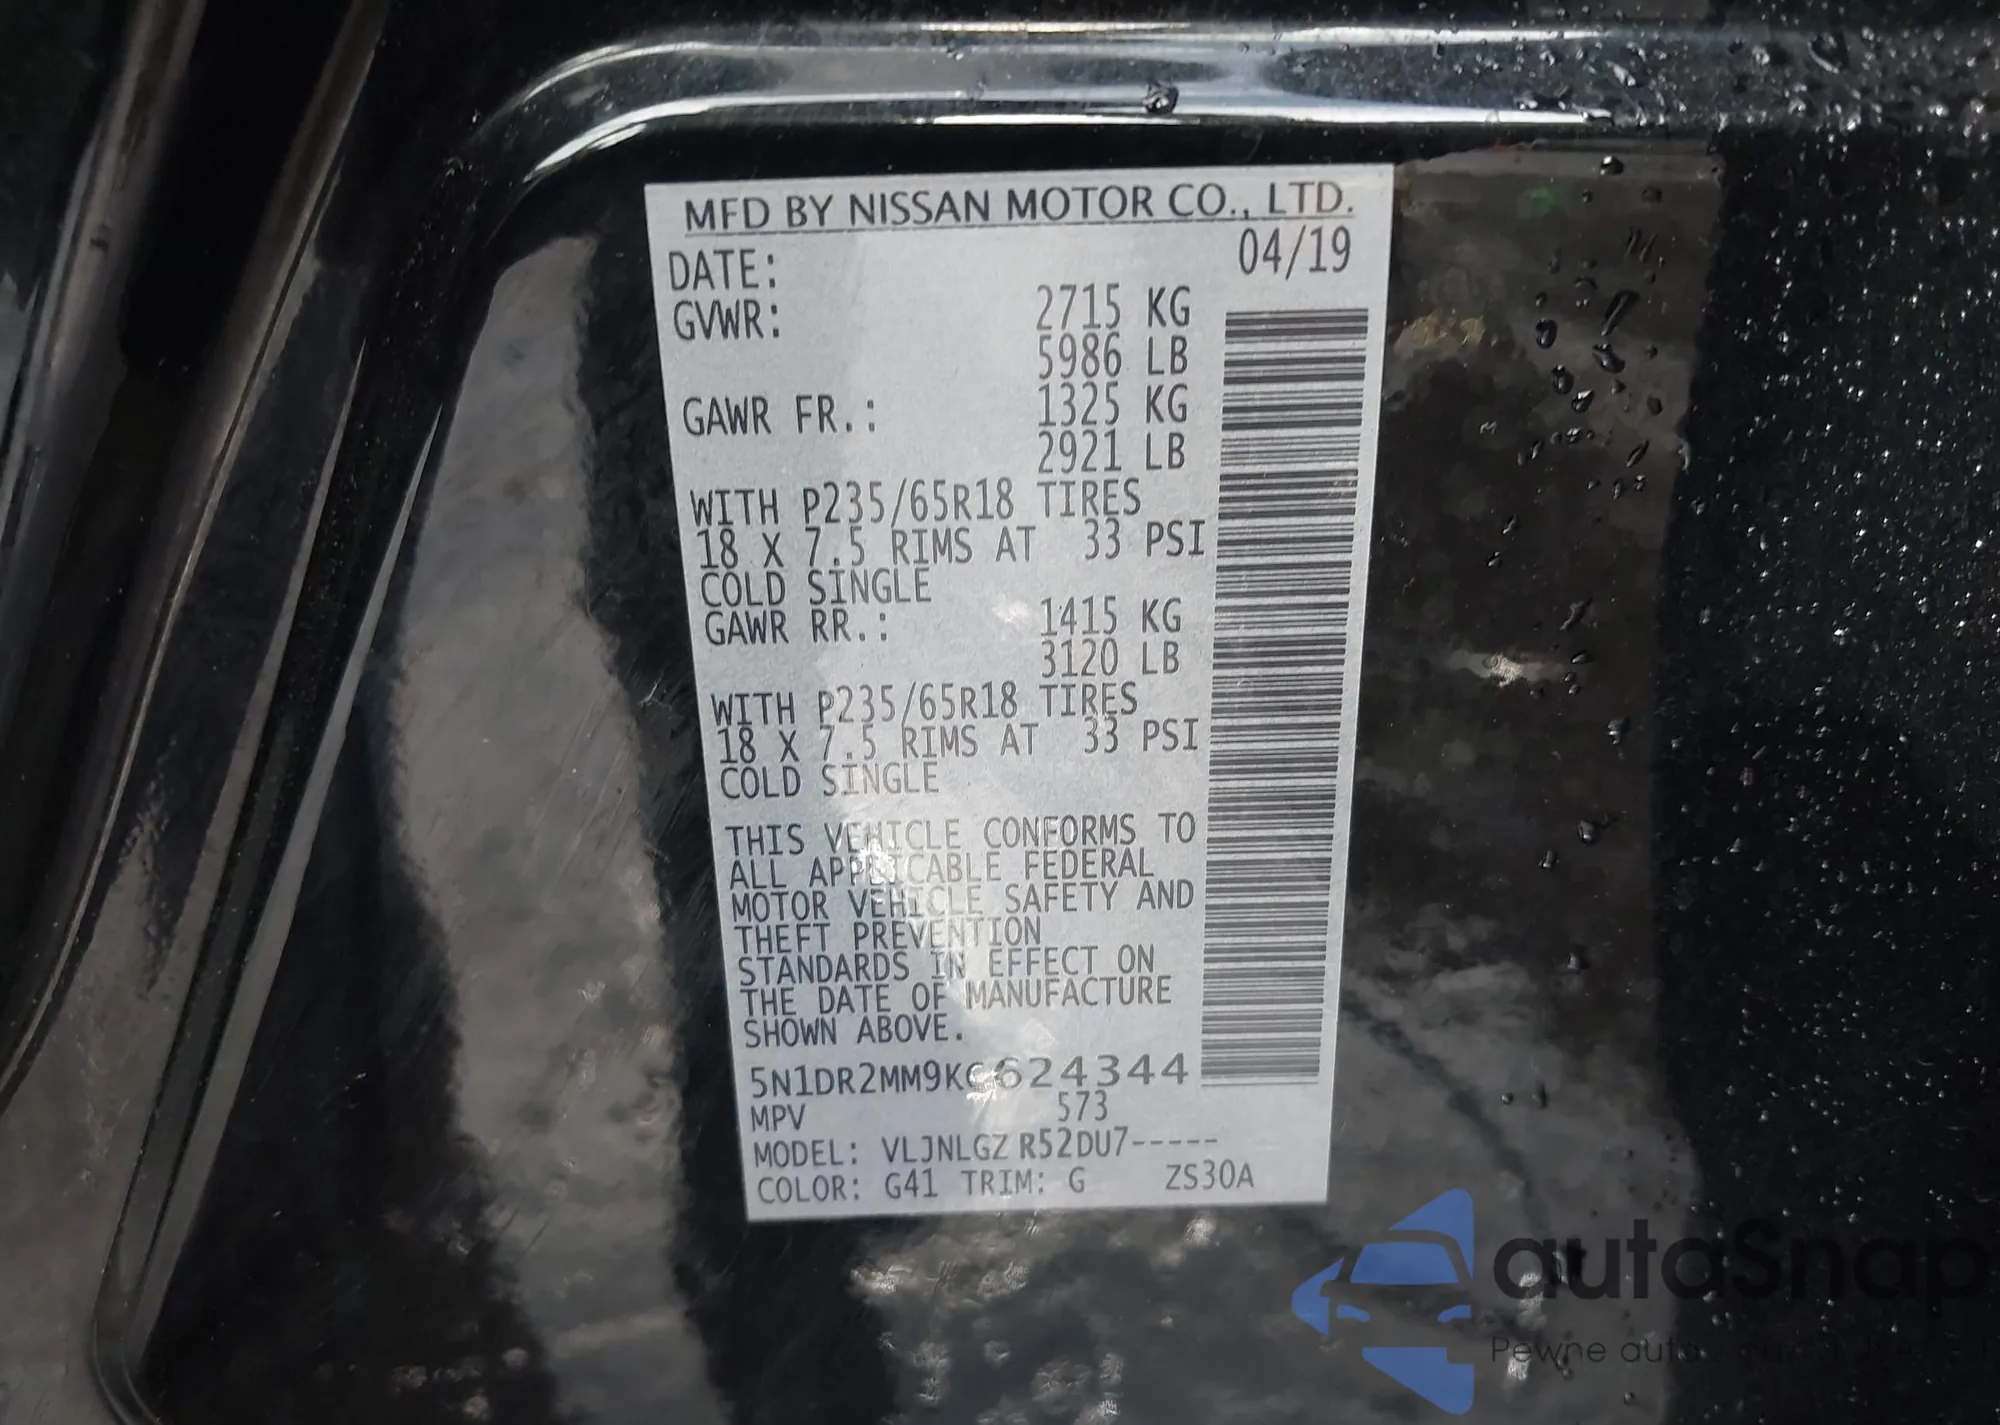 MFD BY NISSAN MOTOR CO., LTD.
DATE: 04/19
GVWR: 2715 KG
5986 LB
GAWR FR.: 1325 KG
2921 LB
WITH P235/65R18 TIRES
18 X 7.5 RIMS AT 33 PSI
COLD SINGLE
GAWR RR.: 1415 KG
3120 LB
WITH P235/65R18 TIRES
18 X 7.5 RIMS AT 33 PSI
COLD SINGLE
THIS VEHICLE CONFORMS TO
ALL APPLICABLE FEDERAL
MOTOR VEHICLE SAFETY AND
THEFT PREVENTION
STANDARDS IN EFFECT ON
THE DATE OF MANUFACTURE
SHOWN ABOVE.
5N1DR2MM9KC624344
MPV 573
MODEL: VLJNLGZ R52DU7-----
COLOR: G41 TRIM: G ZS30A
autoSnap
Pewne auta